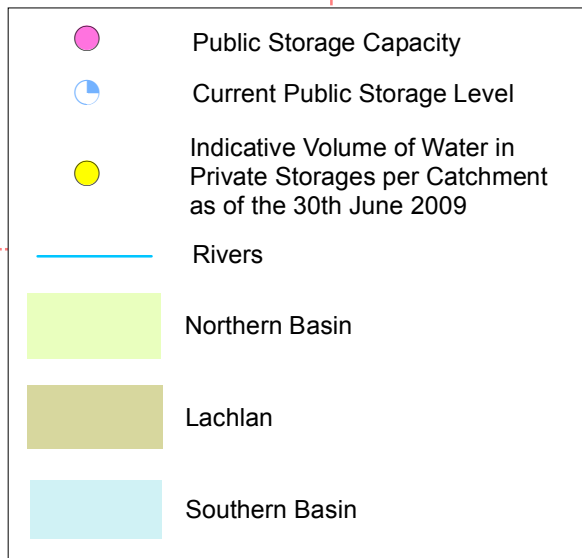 Public Storage Capacity
Current Public Storage Level
Indicative Volume of Water in
Private Storages per Catchment
as of the 30th June 2009
Rivers
Northern Basin
Lachlan
Southern Basin